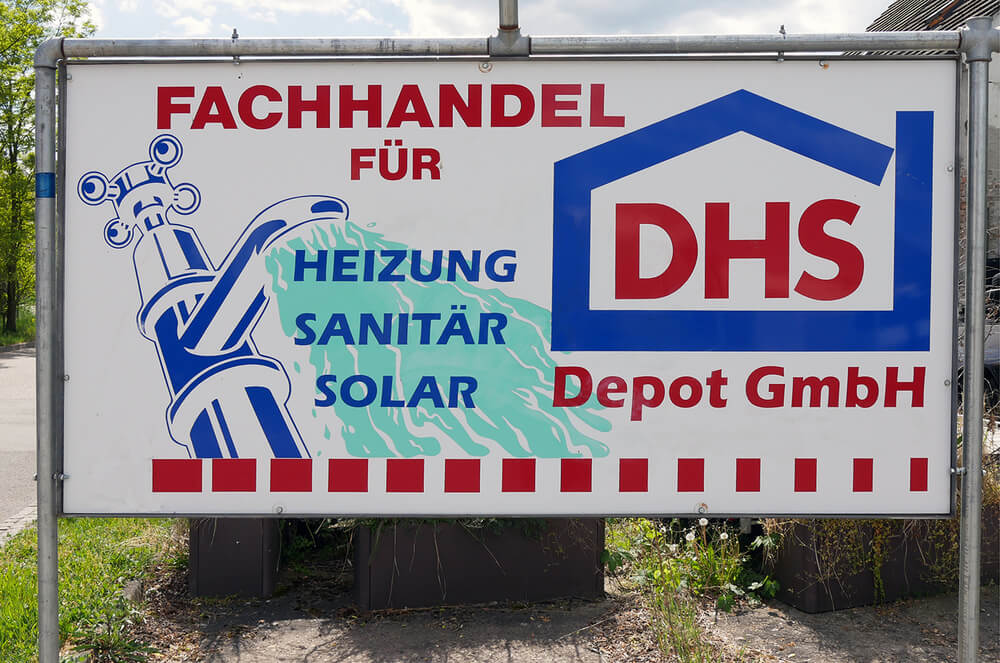 FACHHANDEL
FÜR
HEIZUNG
SANITÄR
SOLAR
DHS
Depot GmbH